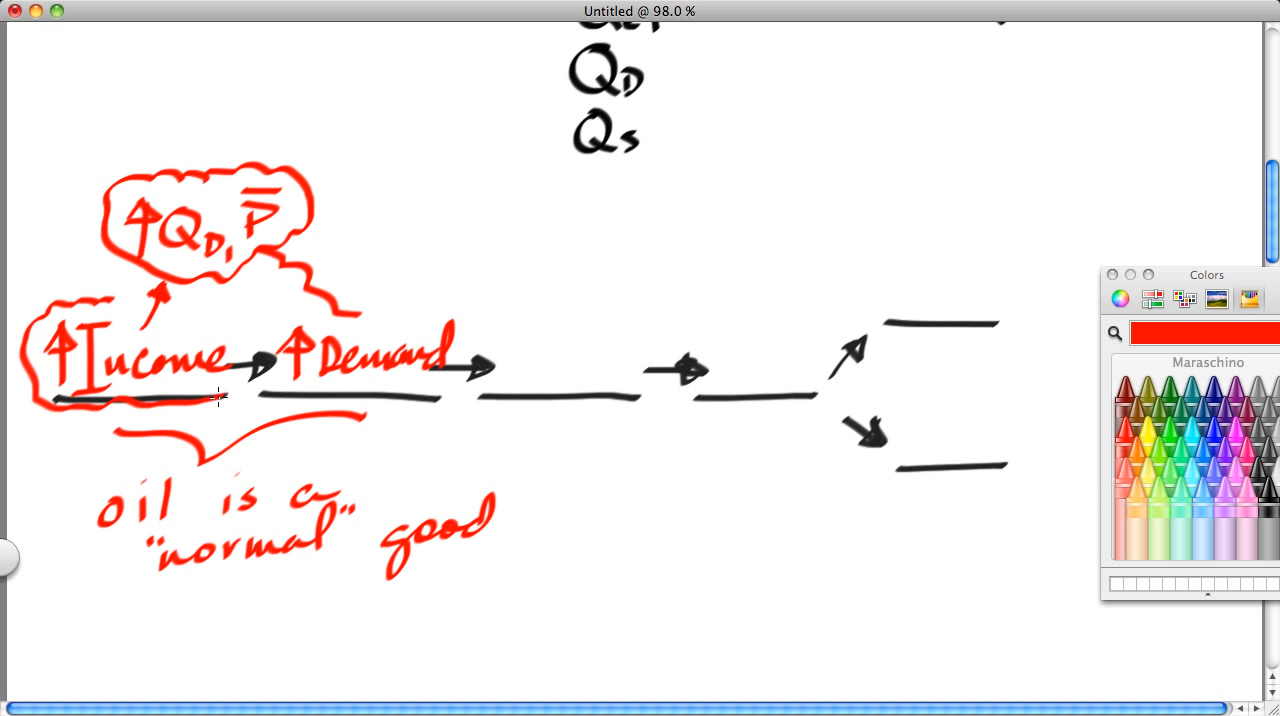 Untitled @ 98.0 %
QD
Qs
↑QD, P̅
↑Income → ↑Demand
oil is a
"normal" good
Colors
Maraschino